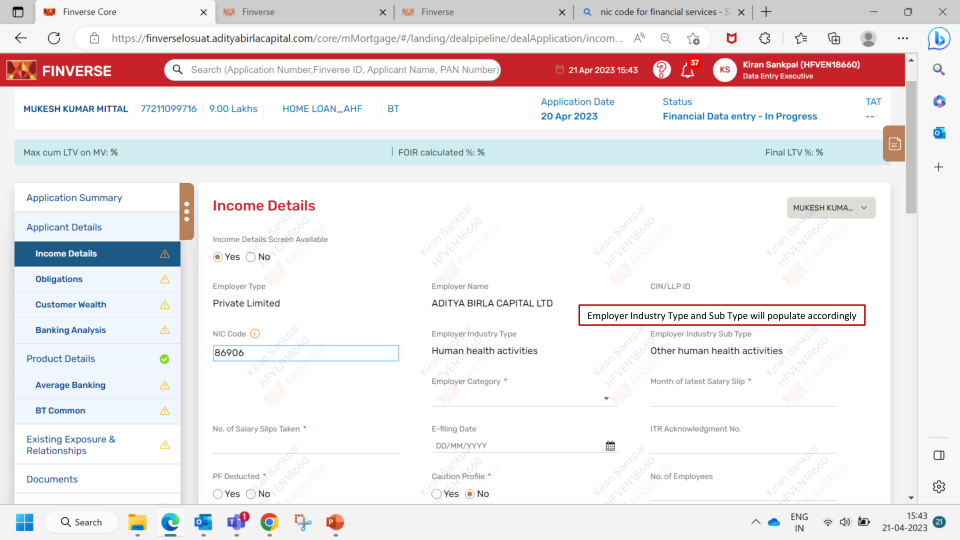 Finverse Core
Finverse
Finverse
nic code for financial services - S
https://finverselosuat.adityabirlacapital.com/core/mMortgage/#/landing/dealpipeline/dealApplication/incom...
FINVERSE
Search (Application Number,Finverse ID, Applicant Name, PAN Number)
21 Apr 2023 15:43
37
KS
Kiran Sankpal (HFVEN18660)
Data Entry Executive
MUKESH KUMAR MITTAL
77211099716
9.00 Lakhs
HOME LOAN_AHF
BT
Application Date
20 Apr 2023
Status
Financial Data entry - In Progress
TAT
--
Max cum LTV on MV: %
FOIR calculated %: %
Final LTV %: %
Application Summary
Applicant Details
Income Details
Obligations
Customer Wealth
Banking Analysis
Product Details
Average Banking
BT Common
Existing Exposure &
Relationships
Documents
Income Details
MUKESH KUMA...
Income Details Screen Available
Yes No
Employer Type
Private Limited
Employer Name
ADITYA BIRLA CAPITAL LTD
CIN/LLP ID
Employer Industry Type and Sub Type will populate accordingly
NIC Code
86906
Employer Industry Type
Human health activities
Employer Industry Sub Type
Other human health activities
Employer Category *
Month of latest Salary Slip *
No. of Salary Slips Taken *
E-filing Date
DD/MM/YYYY
ITR Acknowledgment No.
PF Deducted *
Yes No
Caution Profile *
Yes No
No. of Employees
Kiran Sankpal
HFVEN18660
FINVERSE
Search
1
ENG
IN
15:43
21-04-2023
21